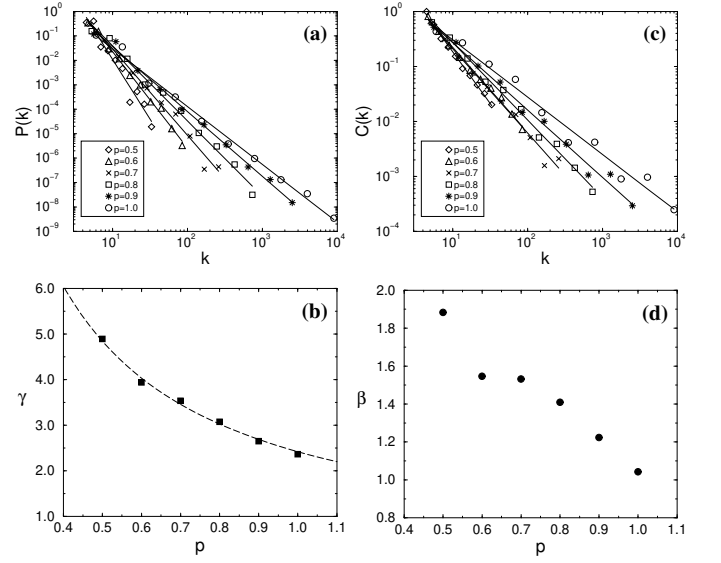 (a)
P(k)
10^0
10^-1
10^-2
10^-3
10^-4
10^-5
10^-6
10^-7
10^-8
10^-9
p=0.5
p=0.6
p=0.7
p=0.8
p=0.9
p=1.0
10^1 10^2 10^3 10^4
k
(c)
C(k)
10^0
10^-1
10^-2
10^-3
10^-4
p=0.5
p=0.6
p=0.7
p=0.8
p=0.9
p=1.0
10^1 10^2 10^3 10^4
k
(b)
γ
6.0
5.0
4.0
3.0
2.0
1.0
0.4 0.5 0.6 0.7 0.8 0.9 1.0 1.1
p
(d)
β
2.0
1.8
1.6
1.4
1.2
1.0
0.8
0.4 0.5 0.6 0.7 0.8 0.9 1.0 1.1
p